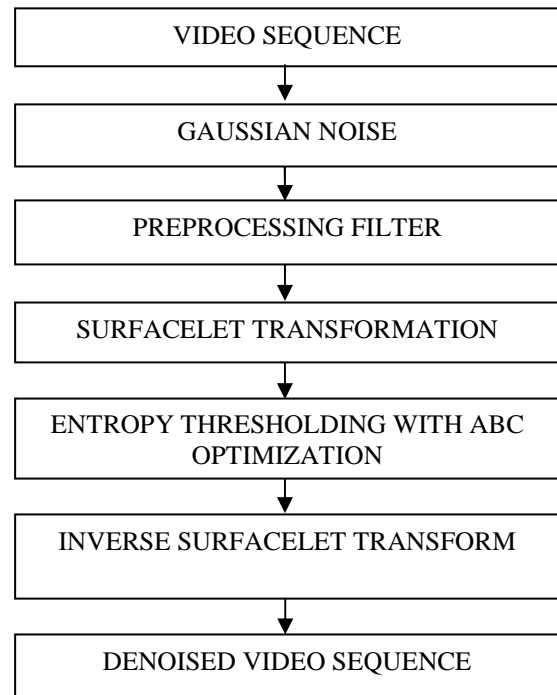 VIDEO SEQUENCE
GAUSSIAN NOISE
PREPROCESSING FILTER
SURFACELET TRANSFORMATION
ENTROPY THRESHOLDING WITH ABC
OPTIMIZATION
INVERSE SURFACELET TRANSFORM
DENOISED VIDEO SEQUENCE